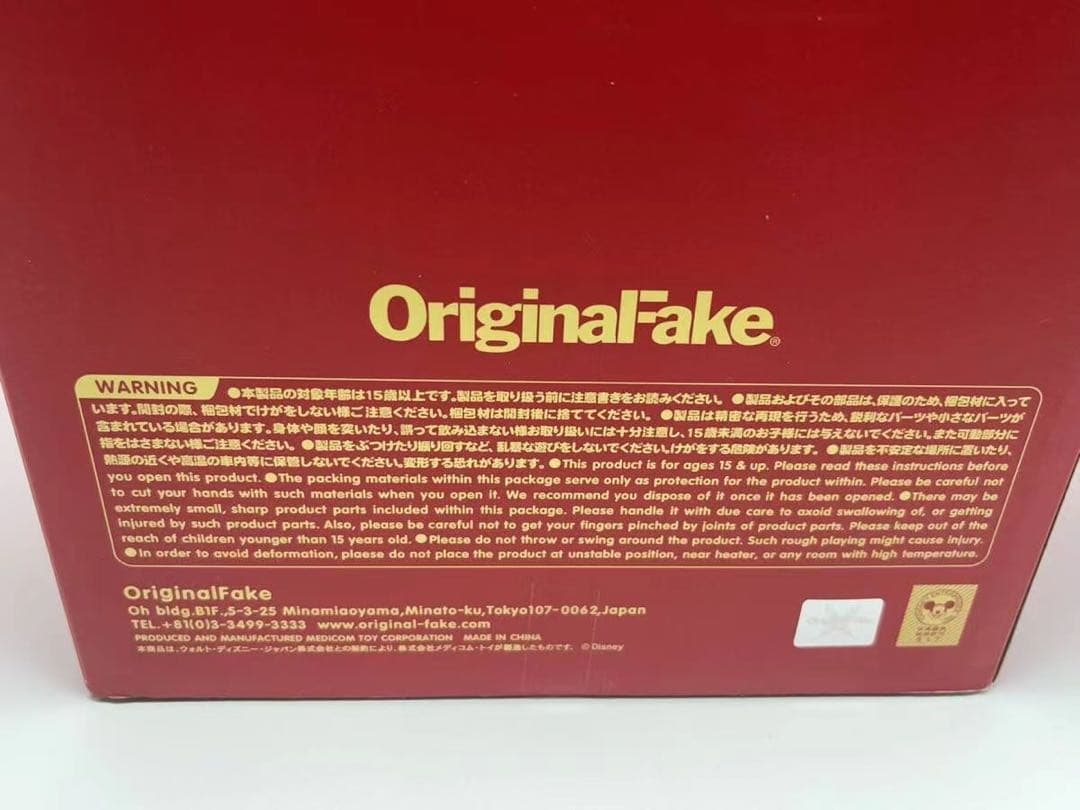 OriginalFake®
WARNING
●本製品の対象年齢は15歳以上です。製品を取り扱う前に注意書きをお読みください。 ●製品およびその部品は、保護のため、梱包材に入って
います。開封の際、梱包材でけがをしない様ご注意ください。梱包材は開封後に捨ててください。 ●製品は精密な再現を行うため、鋭利なパーツや小さなパーツが
含まれている場合があります。身体や顔を突いたり、誤って飲み込まない様お取り扱いには十分注意し、15歳未満のお子様には与えないでください。また可動部分に
指をはさまない様ご注意ください。 ●製品をぶつけたり振り回すなど、乱暴な遊びをしないでください。けがをする危険があります。 ●製品を不安定な場所に置いたり、
熱源の近くや高温の車内等に保管しないでください。変形する恐れがあります。 ●This product is for ages 15 & up. Please read these instructions before
you open this product. ●The packing materials within this package serve only as protection for the product within. Please be careful not
to cut your hands with such materials when you open it. We recommend you dispose of it once it has been opened. ●There may be
extremely small, sharp product parts included within this package. Please handle it with due care to avoid swallowing of, or getting
injured by such product parts. Also, please be careful not to get your fingers pinched by joints of product parts. Please keep out of the
reach of children younger than 15 years old. ●Please do not throw or swing around the product. Such rough playing might cause injury.
●In order to avoid deformation, plaese do not place the product at unstable position, near heater, or any room with high temperature.
OriginalFake
Oh bldg.B1F.,5-3-25 Minamiaoyama,Minato-ku,Tokyo107-0062,Japan
TEL.+81(0)3-3499-3333 www.original-fake.com
PRODUCED AND MANUFACTURED MEDICOM TOY CORPORATION MADE IN CHINA
本商品は、ウォルト・ディズニー・ジャパン株式会社との契約により、株式会社メディコム・トイが製造したものです。 ©Disney